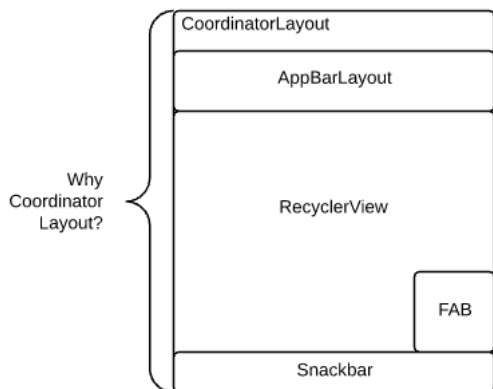 CoordinatorLayout
AppBarLayout
Why
Coordinator
Layout?
RecyclerView
FAB
Snackbar